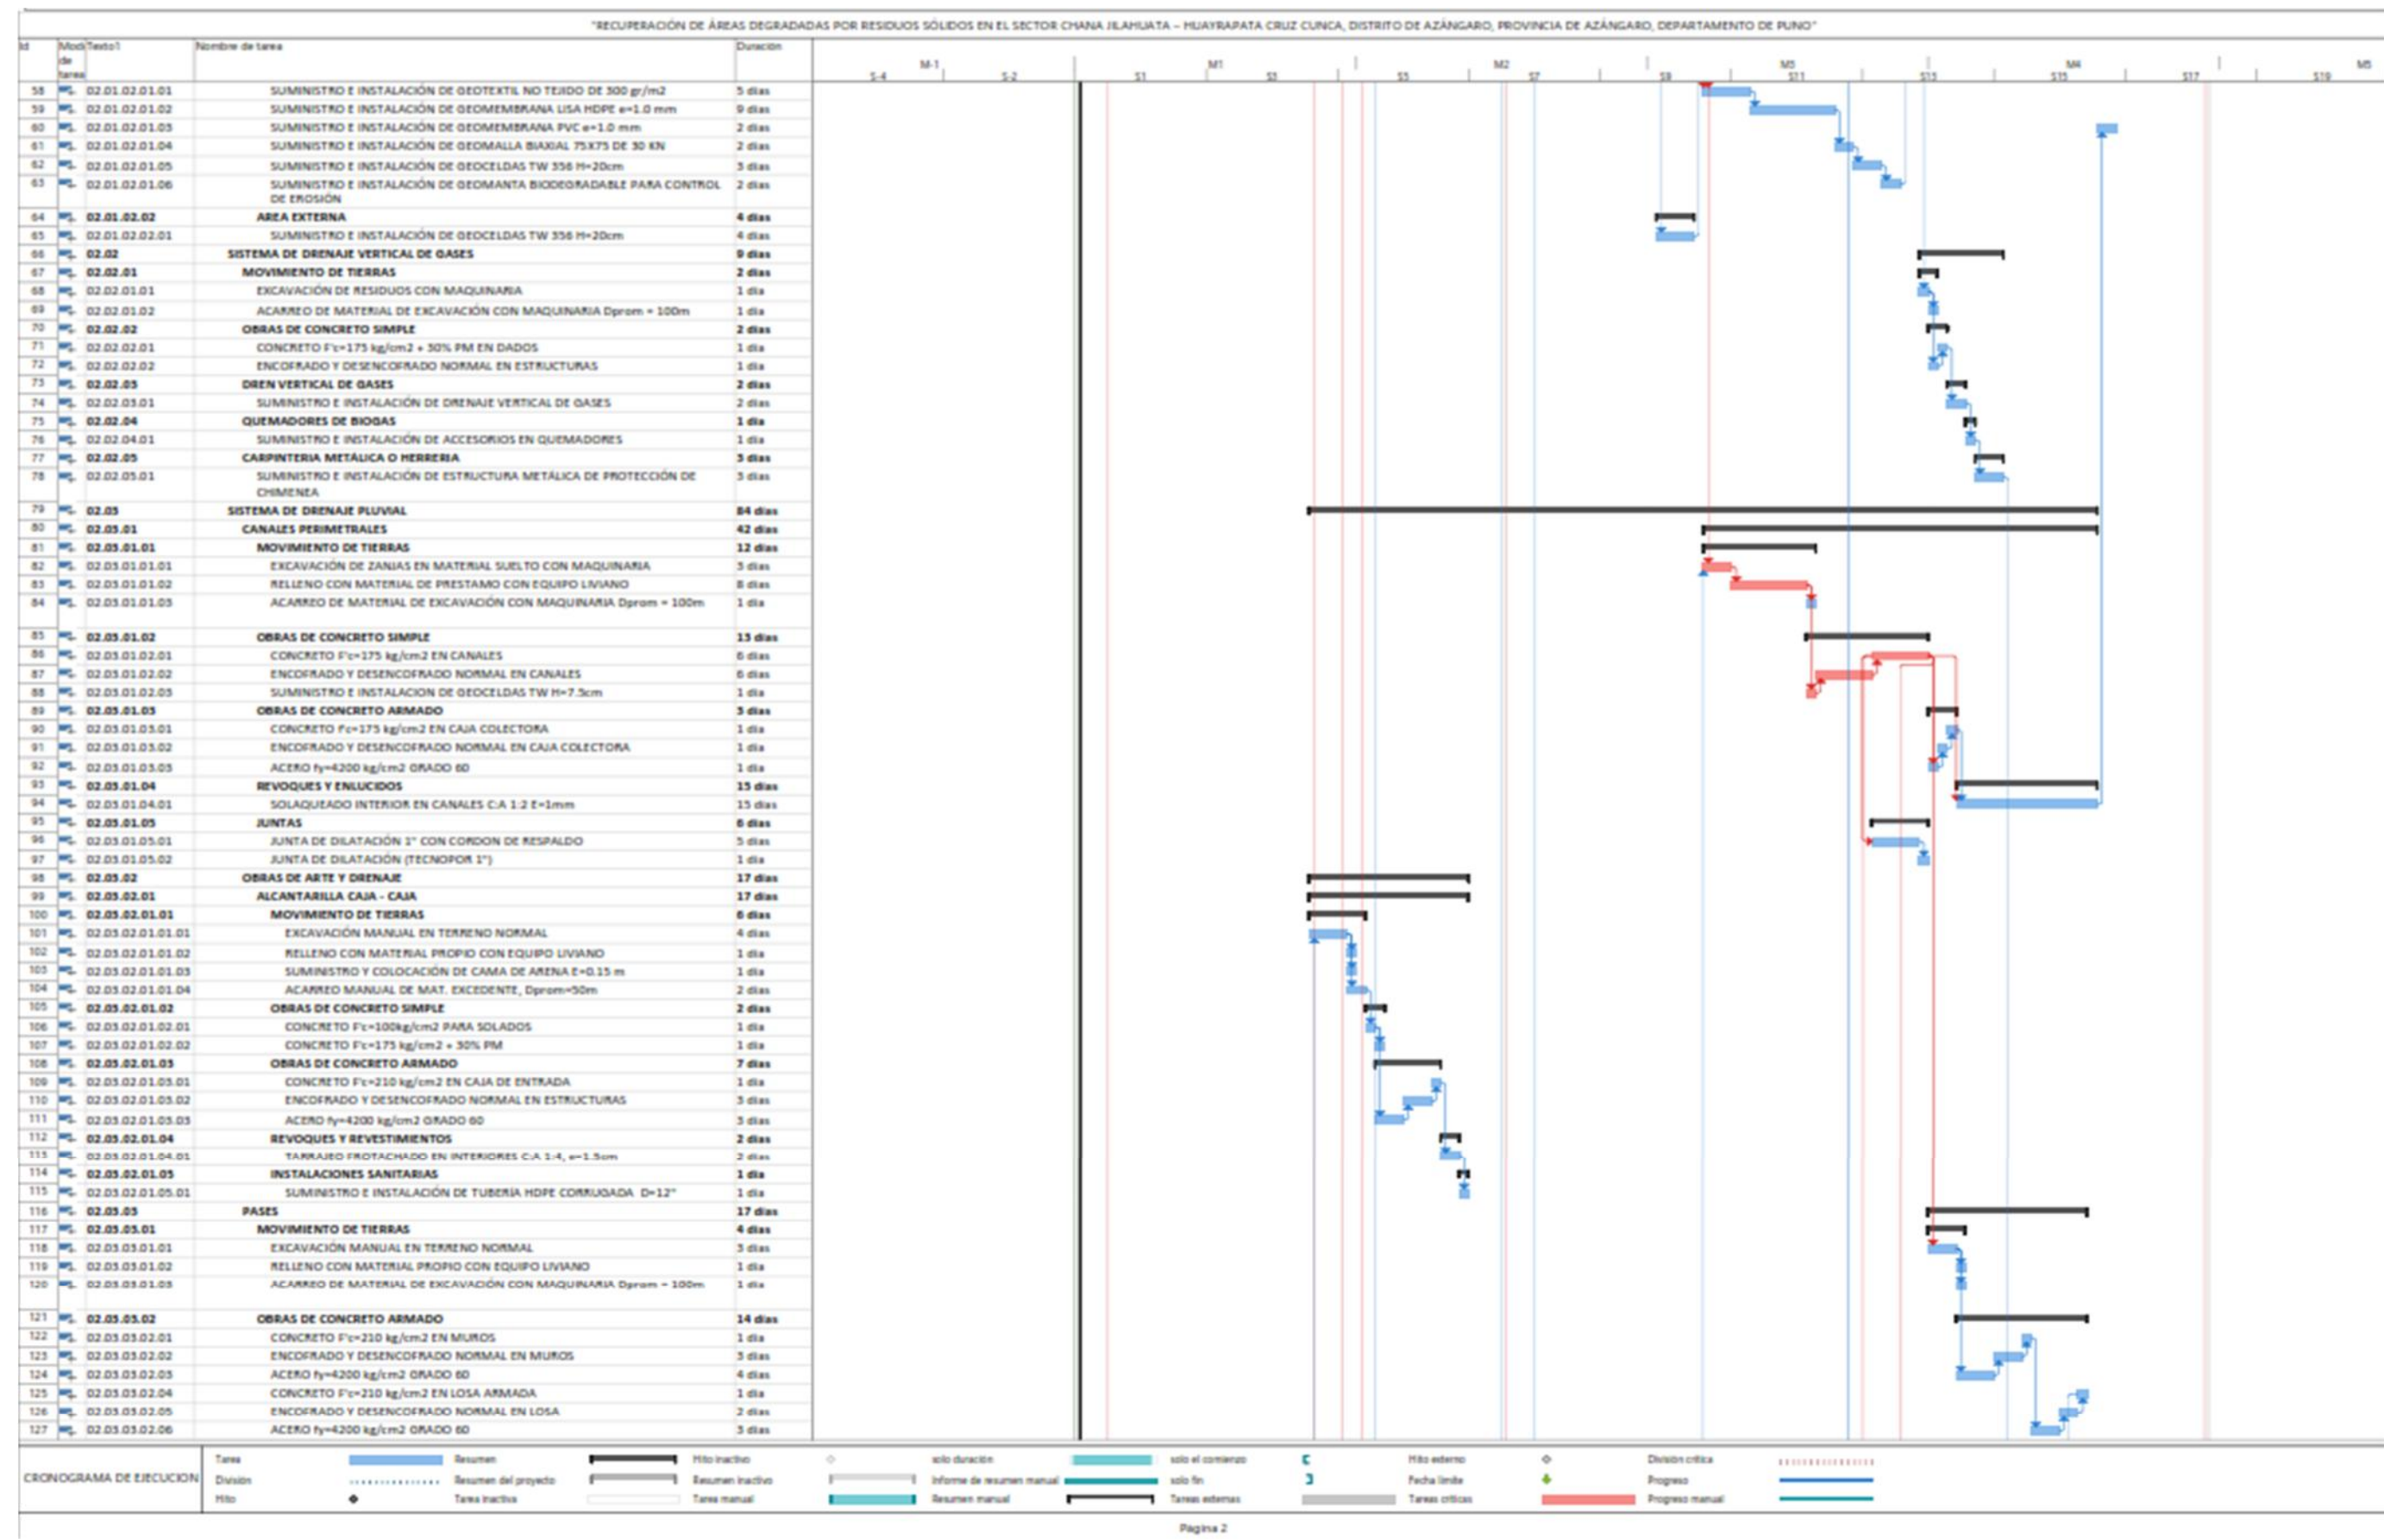 "RECUPERACIÓN DE ÁREAS DEGRADADAS POR RESIDUOS SÓLIDOS EN EL SECTOR CHANA JILAHUATA – HUAYRAPATA CRUZ CUNCA, DISTRITO DE AZÁNGARO, PROVINCIA DE AZÁNGARO, DEPARTAMENTO DE PUNO"
Id Modo de tarea Texto1 Nombre de tarea Duración
M-1 M1 M2 M3 M4 M5
S-4 S-2 S1 S3 S5 S7 S9 S11 S13 S15 S17 S19
58 02.01.02.01.01 SUMINISTRO E INSTALACIÓN DE GEOTEXTIL NO TEJIDO DE 300 gr/m2 5 días
59 02.01.02.01.02 SUMINISTRO E INSTALACIÓN DE GEOMEMBRANA LISA HDPE e=1.0 mm 9 días
60 02.01.02.01.03 SUMINISTRO E INSTALACIÓN DE GEOMEMBRANA PVC e=1.0 mm 2 días
61 02.01.02.01.04 SUMINISTRO E INSTALACIÓN DE GEOMALLA BIAXIAL 75X75 DE 30 KN 2 días
62 02.01.02.01.05 SUMINISTRO E INSTALACIÓN DE GEOCELDAS TW 356 H=20cm 3 días
63 02.01.02.01.06 SUMINISTRO E INSTALACIÓN DE GEOMANTA BIODEGRADABLE PARA CONTROL 2 días
DE EROSIÓN
64 02.01.02.02 AREA EXTERNA 4 días
65 02.01.02.02.01 SUMINISTRO E INSTALACIÓN DE GEOCELDAS TW 356 H=20cm 4 días
66 02.02 SISTEMA DE DRENAJE VERTICAL DE GASES 9 días
67 02.02.01 MOVIMIENTO DE TIERRAS 2 días
68 02.02.01.01 EXCAVACIÓN DE RESIDUOS CON MAQUINARIA 1 día
69 02.02.01.02 ACARREO DE MATERIAL DE EXCAVACIÓN CON MAQUINARIA Dprom = 100m 1 día
70 02.02.02 OBRAS DE CONCRETO SIMPLE 2 días
71 02.02.02.01 CONCRETO F'c=175 kg/cm2 + 30% PM EN DADOS 1 día
72 02.02.02.02 ENCOFRADO Y DESENCOFRADO NORMAL EN ESTRUCTURAS 1 día
73 02.02.03 DREN VERTICAL DE GASES 2 días
74 02.02.03.01 SUMINISTRO E INSTALACIÓN DE DRENAJE VERTICAL DE GASES 2 días
75 02.02.04 QUEMADORES DE BIOGAS 1 día
76 02.02.04.01 SUMINISTRO E INSTALACIÓN DE ACCESORIOS EN QUEMADORES 1 día
77 02.02.05 CARPINTERIA METÁLICA O HERRERIA 3 días
78 02.02.05.01 SUMINISTRO E INSTALACIÓN DE ESTRUCTURA METÁLICA DE PROTECCIÓN DE 3 días
CHIMENEA
79 02.03 SISTEMA DE DRENAJE PLUVIAL 84 días
80 02.03.01 CANALES PERIMETRALES 42 días
81 02.03.01.01 MOVIMIENTO DE TIERRAS 12 días
82 02.03.01.01.01 EXCAVACIÓN DE ZANJAS EN MATERIAL SUELTO CON MAQUINARIA 3 días
83 02.03.01.01.02 RELLENO CON MATERIAL DE PRESTAMO CON EQUIPO LIVIANO 8 días
84 02.03.01.01.03 ACARREO DE MATERIAL DE EXCAVACIÓN CON MAQUINARIA Dprom = 100m 1 día
85 02.03.01.02 OBRAS DE CONCRETO SIMPLE 13 días
86 02.03.01.02.01 CONCRETO F'c=175 kg/cm2 EN CANALES 6 días
87 02.03.01.02.02 ENCOFRADO Y DESENCOFRADO NORMAL EN CANALES 6 días
88 02.03.01.02.03 SUMINISTRO E INSTALACION DE GEOCELDAS TW H=7.5cm 1 día
89 02.03.01.03 OBRAS DE CONCRETO ARMADO 3 días
90 02.03.01.03.01 CONCRETO f'c=175 kg/cm2 EN CAJA COLECTORA 1 día
91 02.03.01.03.02 ENCOFRADO Y DESENCOFRADO NORMAL EN CAJA COLECTORA 1 día
92 02.03.01.03.03 ACERO fy=4200 kg/cm2 GRADO 60 1 día
93 02.03.01.04 REVOQUES Y ENLUCIDOS 15 días
94 02.03.01.04.01 SOLAQUEADO INTERIOR EN CANALES C:A 1:2 E=1mm 15 días
95 02.03.01.05 JUNTAS 6 días
96 02.03.01.05.01 JUNTA DE DILATACIÓN 1" CON CORDON DE RESPALDO 5 días
97 02.03.01.05.02 JUNTA DE DILATACIÓN (TECNOPOR 1") 1 día
98 02.03.02 OBRAS DE ARTE Y DRENAJE 17 días
99 02.03.02.01 ALCANTARILLA CAJA - CAJA 17 días
100 02.03.02.01.01 MOVIMIENTO DE TIERRAS 6 días
101 02.03.02.01.01.01 EXCAVACIÓN MANUAL EN TERRENO NORMAL 4 días
102 02.03.02.01.01.02 RELLENO CON MATERIAL PROPIO CON EQUIPO LIVIANO 1 día
103 02.03.02.01.01.03 SUMINISTRO Y COLOCACIÓN DE CAMA DE ARENA E=0.15 m 1 día
104 02.03.02.01.01.04 ACARREO MANUAL DE MAT. EXCEDENTE, Dprom=50m 2 días
105 02.03.02.01.02 OBRAS DE CONCRETO SIMPLE 2 días
106 02.03.02.01.02.01 CONCRETO F'c=100kg/cm2 PARA SOLADOS 1 día
107 02.03.02.01.02.02 CONCRETO F'c=175 kg/cm2 + 30% PM 1 día
108 02.03.02.01.03 OBRAS DE CONCRETO ARMADO 7 días
109 02.03.02.01.03.01 CONCRETO F'c=210 kg/cm2 EN CAJA DE ENTRADA 1 día
110 02.03.02.01.03.02 ENCOFRADO Y DESENCOFRADO NORMAL EN ESTRUCTURAS 3 días
111 02.03.02.01.03.03 ACERO fy=4200 kg/cm2 GRADO 60 3 días
112 02.03.02.01.04 REVOQUES Y REVESTIMIENTOS 2 días
113 02.03.02.01.04.01 TARRAJEO FROTACHADO EN INTERIORES C:A 1:4, e=1.5cm 2 días
114 02.03.02.01.05 INSTALACIONES SANITARIAS 1 día
115 02.03.02.01.05.01 SUMINISTRO E INSTALACIÓN DE TUBERÍA HDPE CORRUGADA D=12" 1 día
116 02.03.03 PASES 17 días
117 02.03.03.01 MOVIMIENTO DE TIERRAS 4 días
118 02.03.03.01.01 EXCAVACIÓN MANUAL EN TERRENO NORMAL 3 días
119 02.03.03.01.02 RELLENO CON MATERIAL PROPIO CON EQUIPO LIVIANO 1 día
120 02.03.03.01.03 ACARREO DE MATERIAL DE EXCAVACIÓN CON MAQUINARIA Dprom = 100m 1 día
121 02.03.03.02 OBRAS DE CONCRETO ARMADO 14 días
122 02.03.03.02.01 CONCRETO F'c=210 kg/cm2 EN MUROS 1 día
123 02.03.03.02.02 ENCOFRADO Y DESENCOFRADO NORMAL EN MUROS 3 días
124 02.03.03.02.03 ACERO fy=4200 kg/cm2 GRADO 60 4 días
125 02.03.03.02.04 CONCRETO F'c=210 kg/cm2 EN LOSA ARMADA 1 día
126 02.03.03.02.05 ENCOFRADO Y DESENCOFRADO NORMAL EN LOSA 2 días
127 02.03.03.02.06 ACERO fy=4200 kg/cm2 GRADO 60 3 días
Tarea Resumen Hito inactivo solo duración solo el comienzo Hito externo División crítica
CRONOGRAMA DE EJECUCION División Resumen del proyecto Resumen inactivo Informe de resumen manual solo fin Fecha límite Progreso
Hito Tarea inactiva Tarea manual Resumen manual Tareas externas Tareas críticas Progreso manual
Página 2